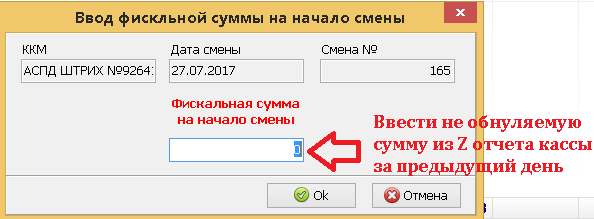 Ввод фискльной суммы на начало смены
ККМ
Дата смены
Смена №
АСПД ШТРИХ №9264
27.07.2017
165
Фискальная сумма
на начало смены
0
Ввести не обнуляемую
сумму из Z отчета кассы
за предыдущий день
Ok
Отмена